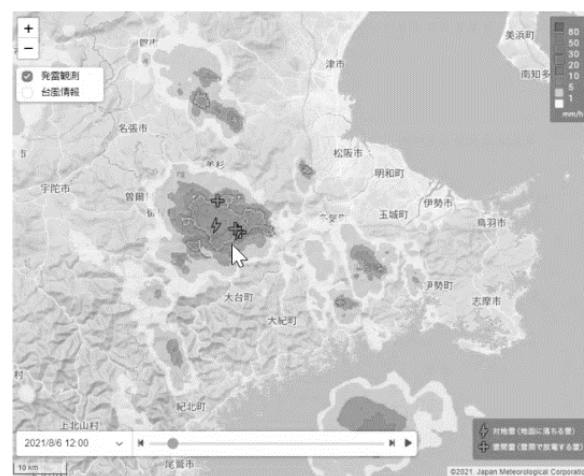 +
−
発雷観測
台風情報
80
50
30
20
10
5
1
mm/h
津市
美浜町
南知多
名張市
美杉
松阪市
明和町
宇陀市
曽爾
伊勢市
多気町
玉城町
鳥羽市
大台町
伊勢町
志摩市
大紀町
紀北町
上北山村
尾鷲市
村
2021/8/6 12:00
対地雷(地面に落ちる雷)
雲間雷(雲間で放電する雷)
10 km
©2021. Japan Meteorological Corporatio